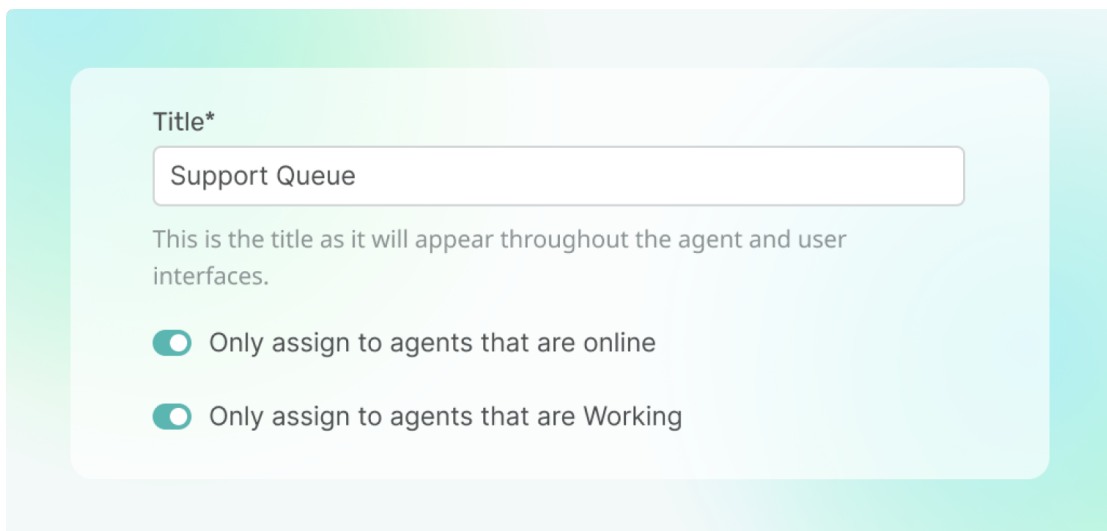 Title*
Support Queue
This is the title as it will appear throughout the agent and user
interfaces.
Only assign to agents that are online
Only assign to agents that are Working